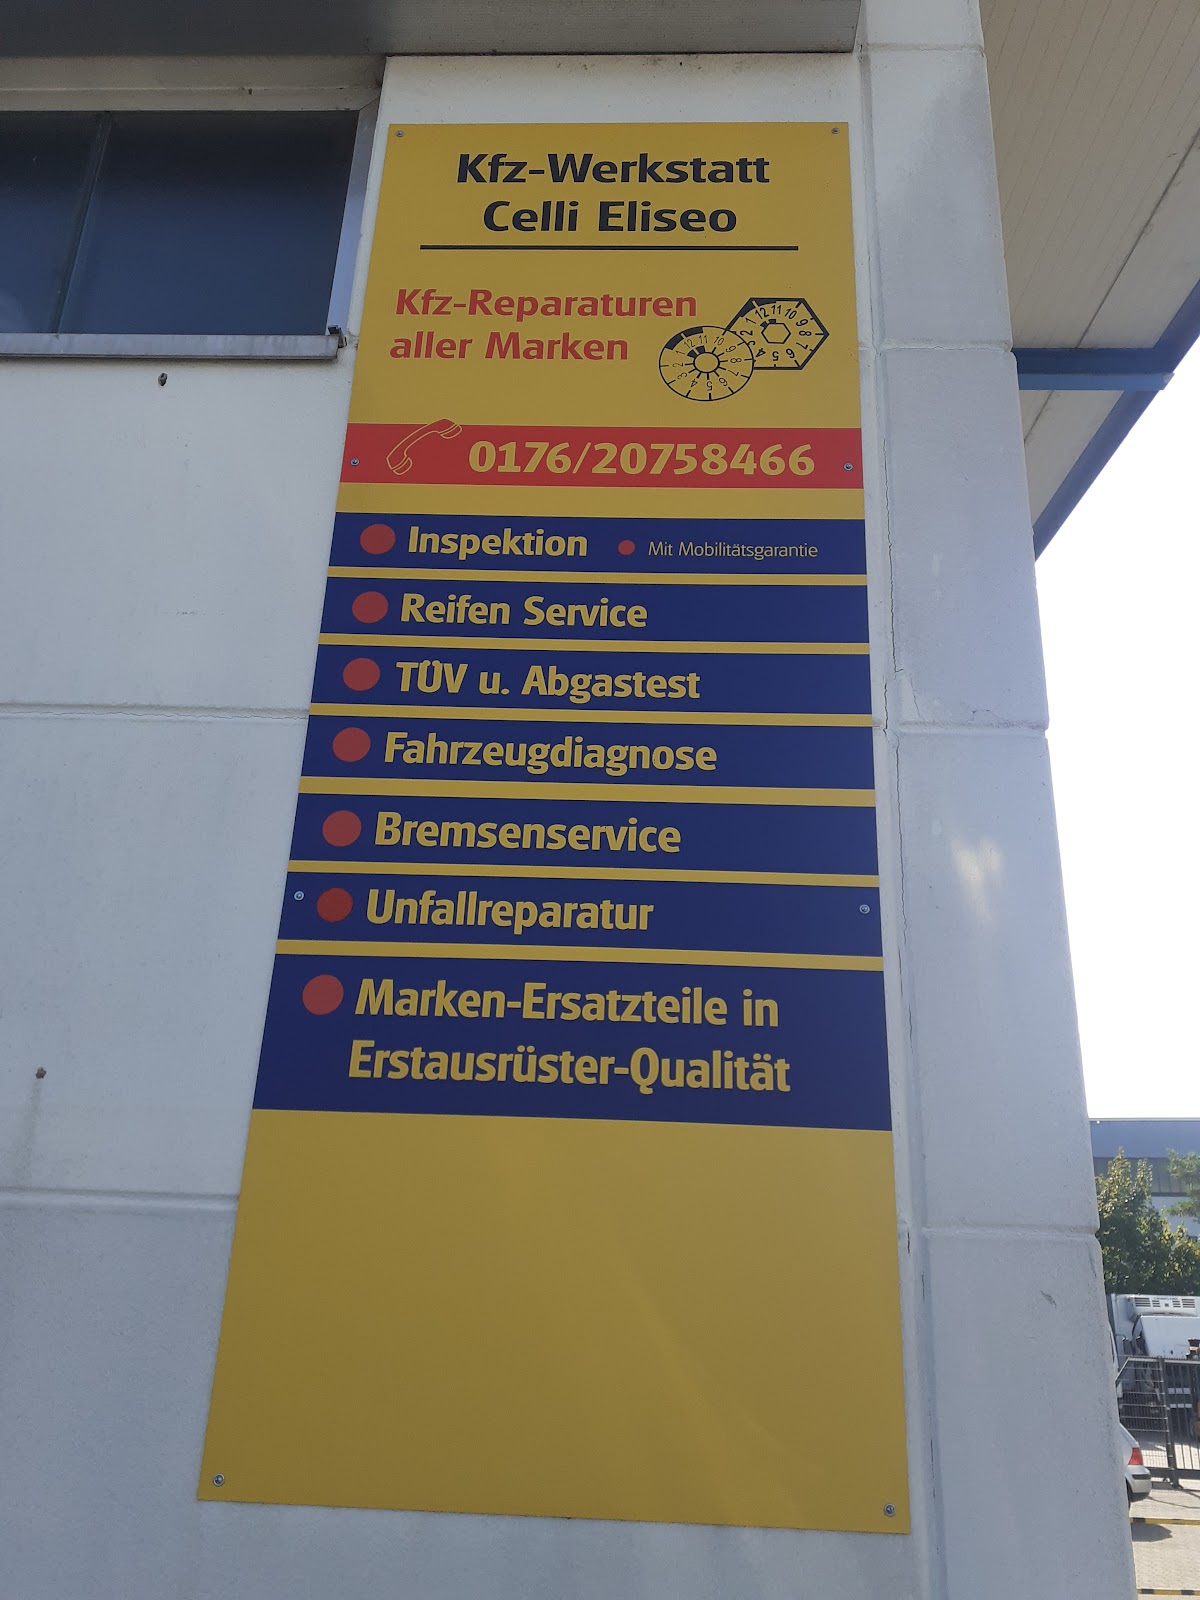 Kfz-Werkstatt
Celli Eliseo
Kfz-Reparaturen
aller Marken
0176/20758466
Inspektion Mit Mobilitätsgarantie
Reifen Service
TÜV u. Abgastest
Fahrzeugdiagnose
Bremsenservice
Unfallreparatur
Marken-Ersatzteile in
Erstausrüster-Qualität